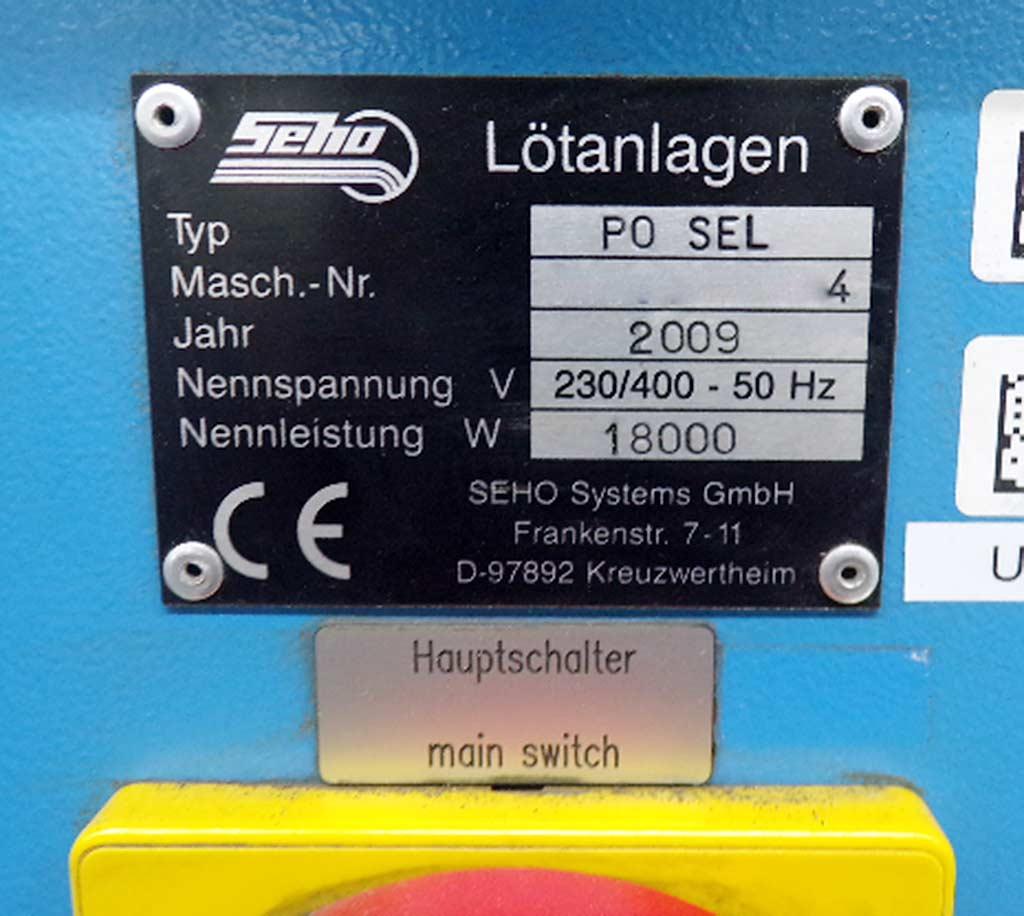 Seho Lötanlagen
Typ PO SEL
Masch.-Nr. 4
Jahr 2009
Nennspannung V 230/400 - 50 Hz
Nennleistung W 18000
CE
SEHO Systems GmbH
Frankenstr. 7-11
D-97892 Kreuzwertheim
U
Hauptschalter
main switch